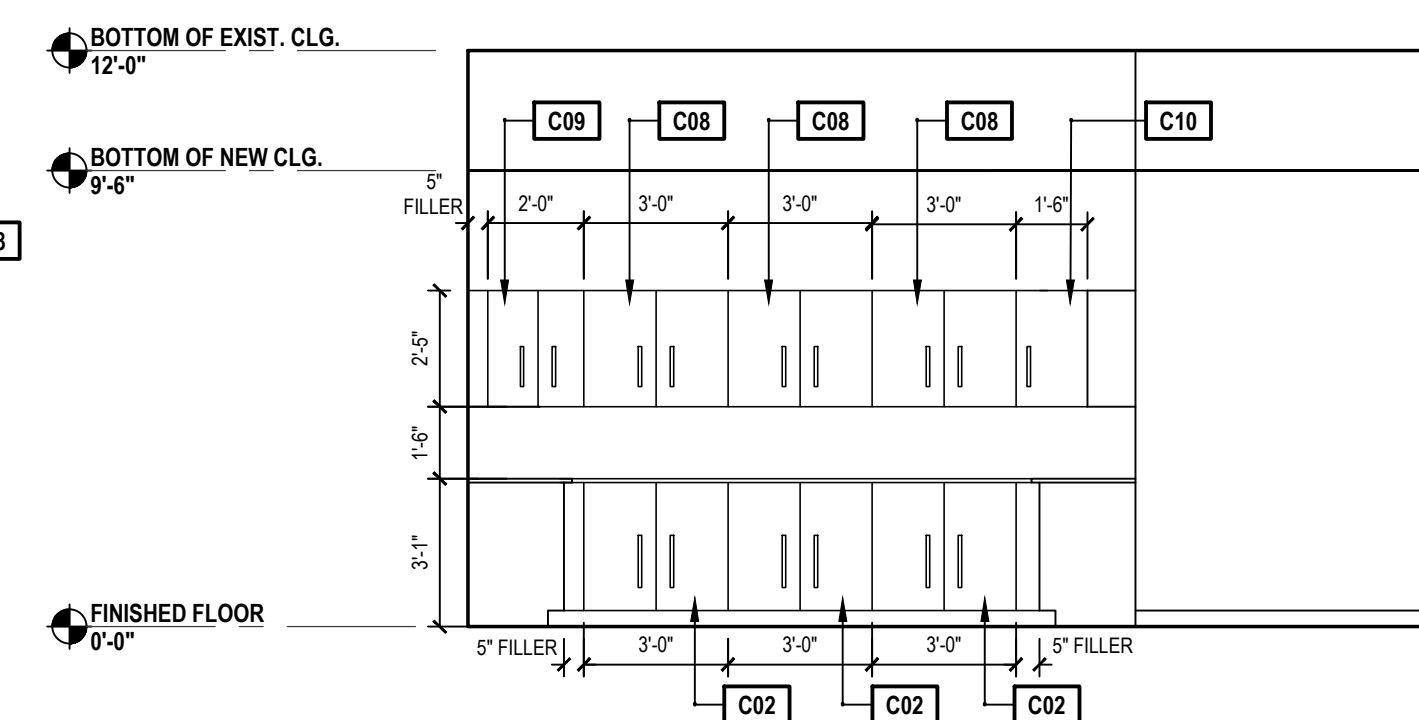 BOTTOM OF EXIST. CLG.
12'-0"
C09
C08
C08
C08
C10
BOTTOM OF NEW CLG.
9'-6"
5"
FILLER
2'-0"
3'-0"
3'-0"
3'-0"
1'-6"
2'-5"
1'-6"
3'-1"
FINISHED FLOOR
0'-0"
5" FILLER
3'-0"
3'-0"
3'-0"
5" FILLER
C02
C02
C02